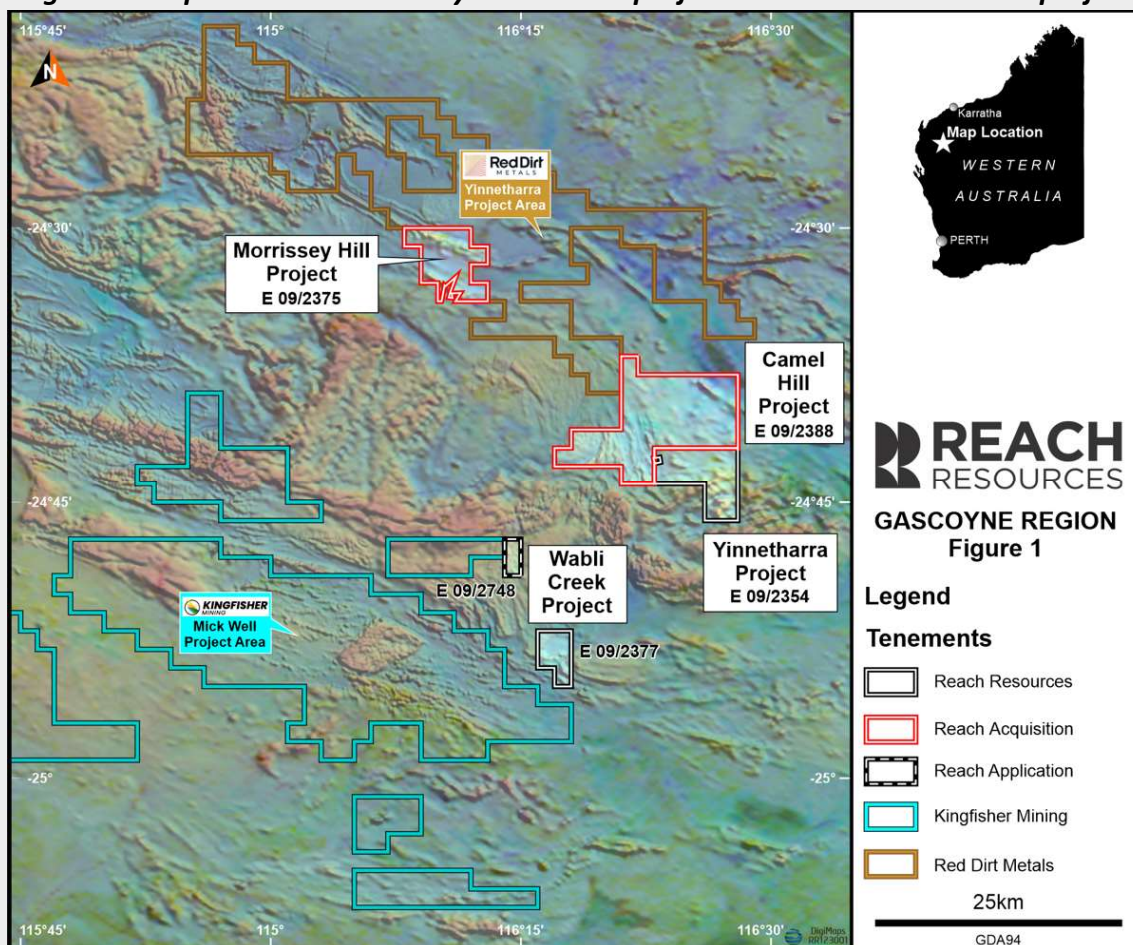 115°45'
115°
116°15'
116°30'
N
Karratha
Map Location
WESTERN
AUSTRALIA
PERTH
RedDirt
METALS
Yinnetharra
Project Area
-24°30'
-24°30'
Morrissey Hill
Project
E 09/2375
Camel
Hill
Project
E 09/2388
REACH
RESOURCES
GASCOYNE REGION
Figure 1
-24°45'
-24°45'
Wabli
Creek
Project
E 09/2748
Yinnetharra
Project
E 09/2354
KINGFISHER
MINING
Mick Well
Project Area
E 09/2377
Legend
Tenements
Reach Resources
Reach Acquisition
Reach Application
Kingfisher Mining
Red Dirt Metals
-25°
-25°
25km
GDA94
115°45'
115°
116°15'
116°30'
DigiMaps